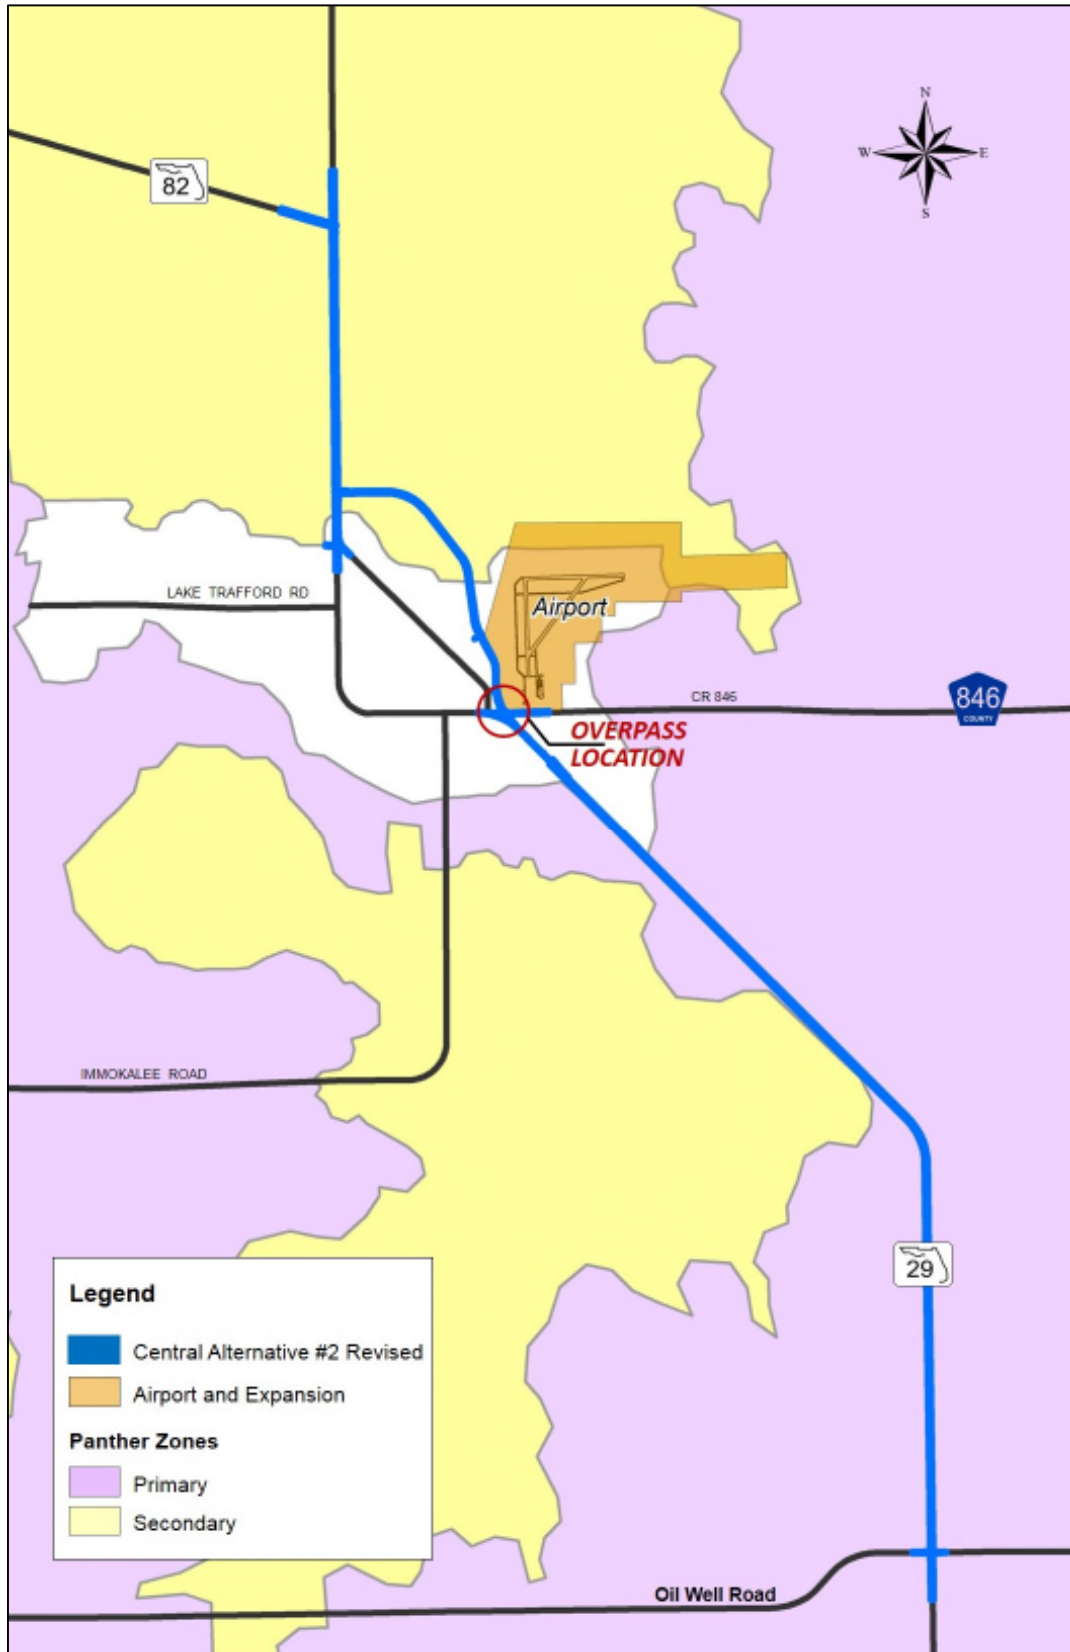 N
W
E
S
82
LAKE TRAFFORD RD
Airport
CR 846
846
COUNTY
OVERPASS
LOCATION
IMMOKALEE ROAD
29
Legend
Central Alternative #2 Revised
Airport and Expansion
Panther Zones
Primary
Secondary
Oil Well Road